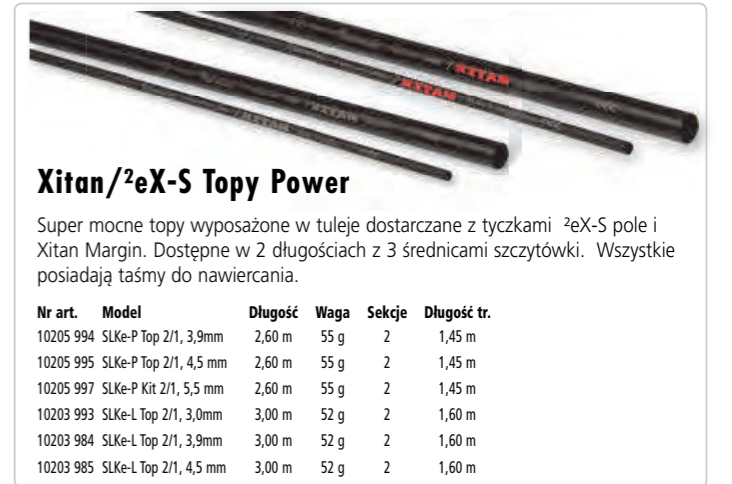 XITAN
XITAN
XITAN
XITAN
Xitan/²eX-S Topy Power
Super mocne topy wyposażone w tuleje dostarczane z tyczkami ²eX-S pole i
Xitan Margin. Dostępne w 2 długościach z 3 średnicami szczytówki. Wszystkie
posiadają taśmy do nawiercania.
Nr art. Model Długość Waga Sekcje Długość tr.
10205 994 SLKe-P Top 2/1, 3,9mm 2,60 m 55 g 2 1,45 m
10205 995 SLKe-P Top 2/1, 4,5 mm 2,60 m 55 g 2 1,45 m
10205 997 SLKe-P Kit 2/1, 5,5 mm 2,60 m 55 g 2 1,45 m
10203 993 SLKe-L Top 2/1, 3,0mm 3,00 m 52 g 2 1,60 m
10203 984 SLKe-L Top 2/1, 3,9mm 3,00 m 52 g 2 1,60 m
10203 985 SLKe-L Top 2/1, 4,5 mm 3,00 m 52 g 2 1,60 m